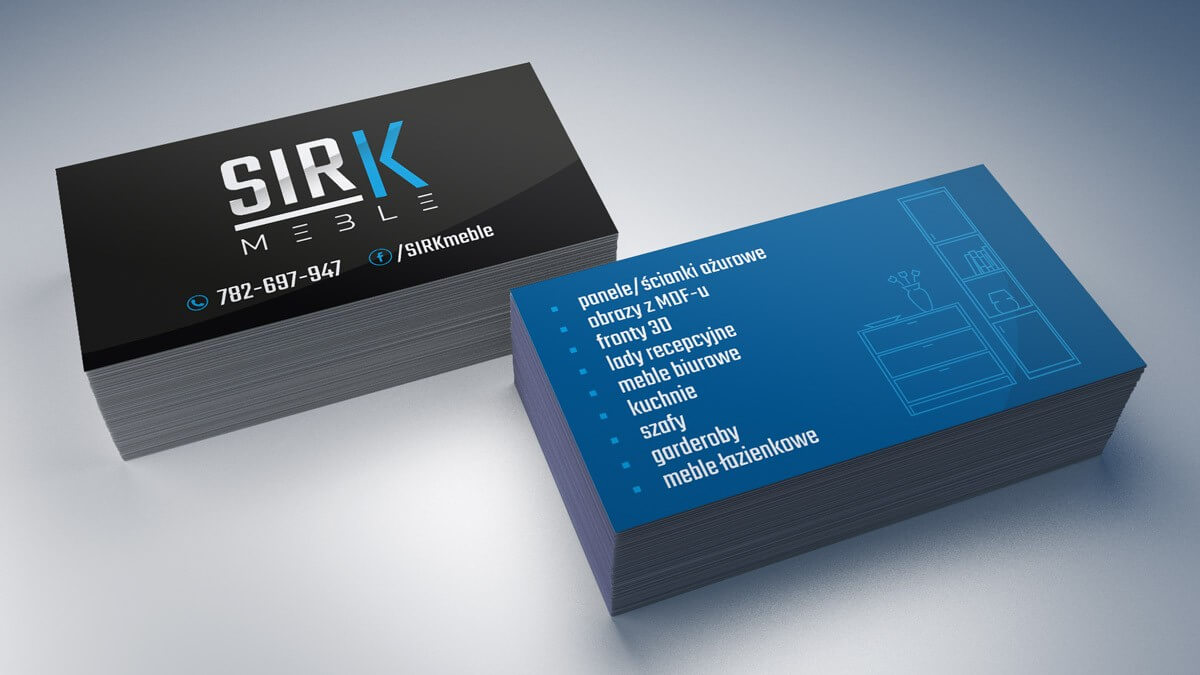 SIRK
MEBLE
782-697-947
/SIRKmeble
panele/ścianki ażurowe
obrazy z MDF-u
fronty 3D
lady recepcyjne
meble biurowe
kuchnie
szafy
garderoby
meble łazienkowe